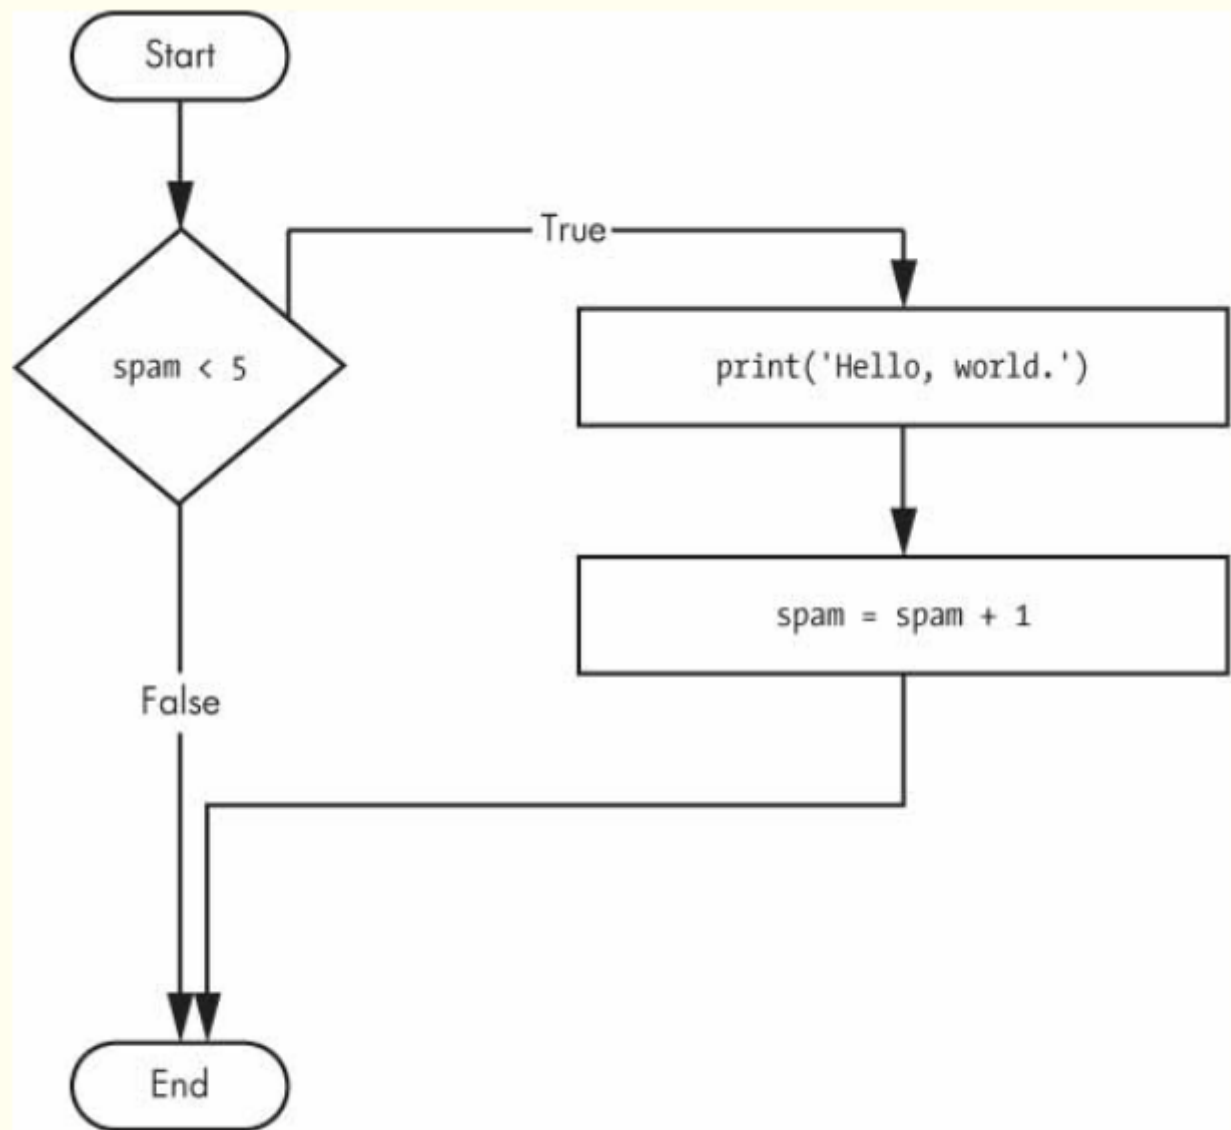 Start
True
spam < 5
print('Hello, world.')
spam = spam + 1
False
End